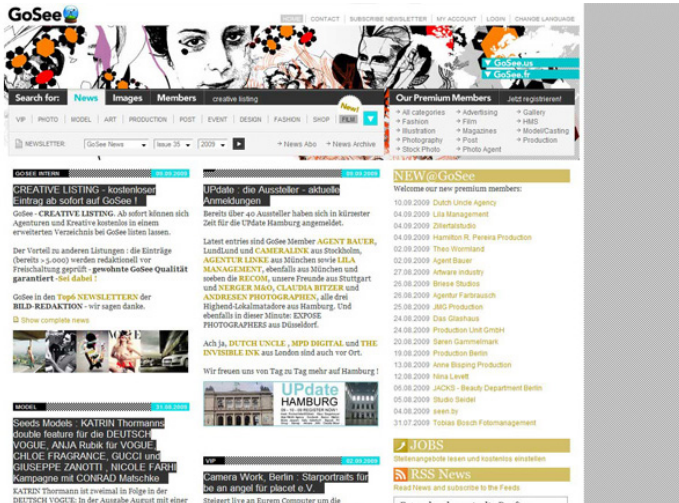 GoSee
HOME | CONTACT | SUBSCRIBE NEWSLETTER | MY ACCOUNT | LOGIN | CHANGE LANGUAGE
▼ GoSee.us
▼ GoSee.fr
Search for: News Images Members creative listing
New!
VIP | PHOTO | MODEL | ART | PRODUCTION | POST | EVENT | DESIGN | FASHION | SHOP | FILM
NEWSLETTER: GoSee News Issue 35 2009 News Abo News Archive
Our Premium Members Jetzt registrieren!
All categories Advertising Gallery
Fashion Film HMS
Illustration Magazines Model/Casting
Photography Post Production
Stock Photo Photo Agent
GOSEE INTERN
CREATIVE LISTING - kostenloser
Eintrag ab sofort auf GoSee !
GoSee - CREATIVE LISTING. Ab sofort können sich
Agenturen und Kreative kostenlos in einem
erweiterten Verzeichnis bei GoSee listen lassen.
Der Vorteil zu anderen Listungen : die Einträge
(bereits >5.000) werden redaktionell vor
Freischaltung geprüft - gewohnte GoSee Qualität
garantiert -Sei dabei !
GoSee in den Top6 NEWSLETTERN der
BILD-REDAKTION - wir sagen danke.
Show complete news
VOGUE
MODEL 31.08.2009
Seeds Models : KATRIN Thormanns
double feature für die DEUTSCH
VOGUE, ANJA Rubik für VOGUE,
CHLOE FRAGRANCE, GUCCI und
GIUSEPPE ZANOTTI , NICOLE FARHI
Kampagne mit CONRAD Matschke
KATRIN Thormann ist zweimal in Folge in der
DEUTSCH VOGUE: In der Ausgabe August mit einer
UPdate : die Aussteller - aktuelle
Anmeldungen
Bereits über 40 Aussteller haben sich in kürzester
Zeit für die UPdate Hamburg angemeldet.
Latest entries sind GoSee Member AGENT BAUER,
LundLund und CAMERALINK aus Stockholm,
AGENTUR LINKE aus München sowie LILA
MANAGEMENT, ebenfalls aus München und
soeben die RECOM, unsere Freunde aus Stuttgart
und NERGER M&O, CLAUDIA BITZER und
ANDRESEN PHOTOGRAPHEN, alle drei
Highend-Lokalmatadore aus Hamburg. Und
ebenfalls in dieser Minute: EXPOSE
PHOTOGRAPHERS aus Düsseldorf.
Ach ja, DUTCH UNCLE , MPD DIGITAL und THE
INVISIBLE INK aus London sind auch vor Ort.
Wir freuen uns von Tag zu Tag mehr auf Hamburg !
UPdate
HAMBURG
VIP 02.09.2009
Camera Work, Berlin : Starportraits für
be an angel für placet e.V.
Steigert live an Eurem Computer um die
NEW@GoSee
Welcome our new premium members:
10.09.2009 Dutch Uncle Agency
04.09.2009 Lila Management
04.09.2009 Zillertalstudio
04.09.2009 Hamilton R. Pereira Production
02.09.2009 Theo Wormland
02.09.2009 Agent Bauer
27.08.2009 Artware Industry
26.08.2009 Briese Studios
26.08.2009 Agentur Farbrausch
25.08.2009 JMG Production
24.08.2009 Das Glashaus
24.08.2009 Production Unit GmbH
20.08.2009 Søren Gammelmark
19.08.2009 Production Berlin
13.08.2009 Anne Bisping Production
12.08.2009 Nina Levett
06.08.2009 JACKS - Beauty Department Berlin
05.08.2009 Studio Seidel
04.08.2009 seen.by
31.07.2009 Tobias Bosch Fotomanagement
JOBS
Stellenangebote lesen und kostenlos einstellen
RSS News
Read News and subscribe to the Feeds